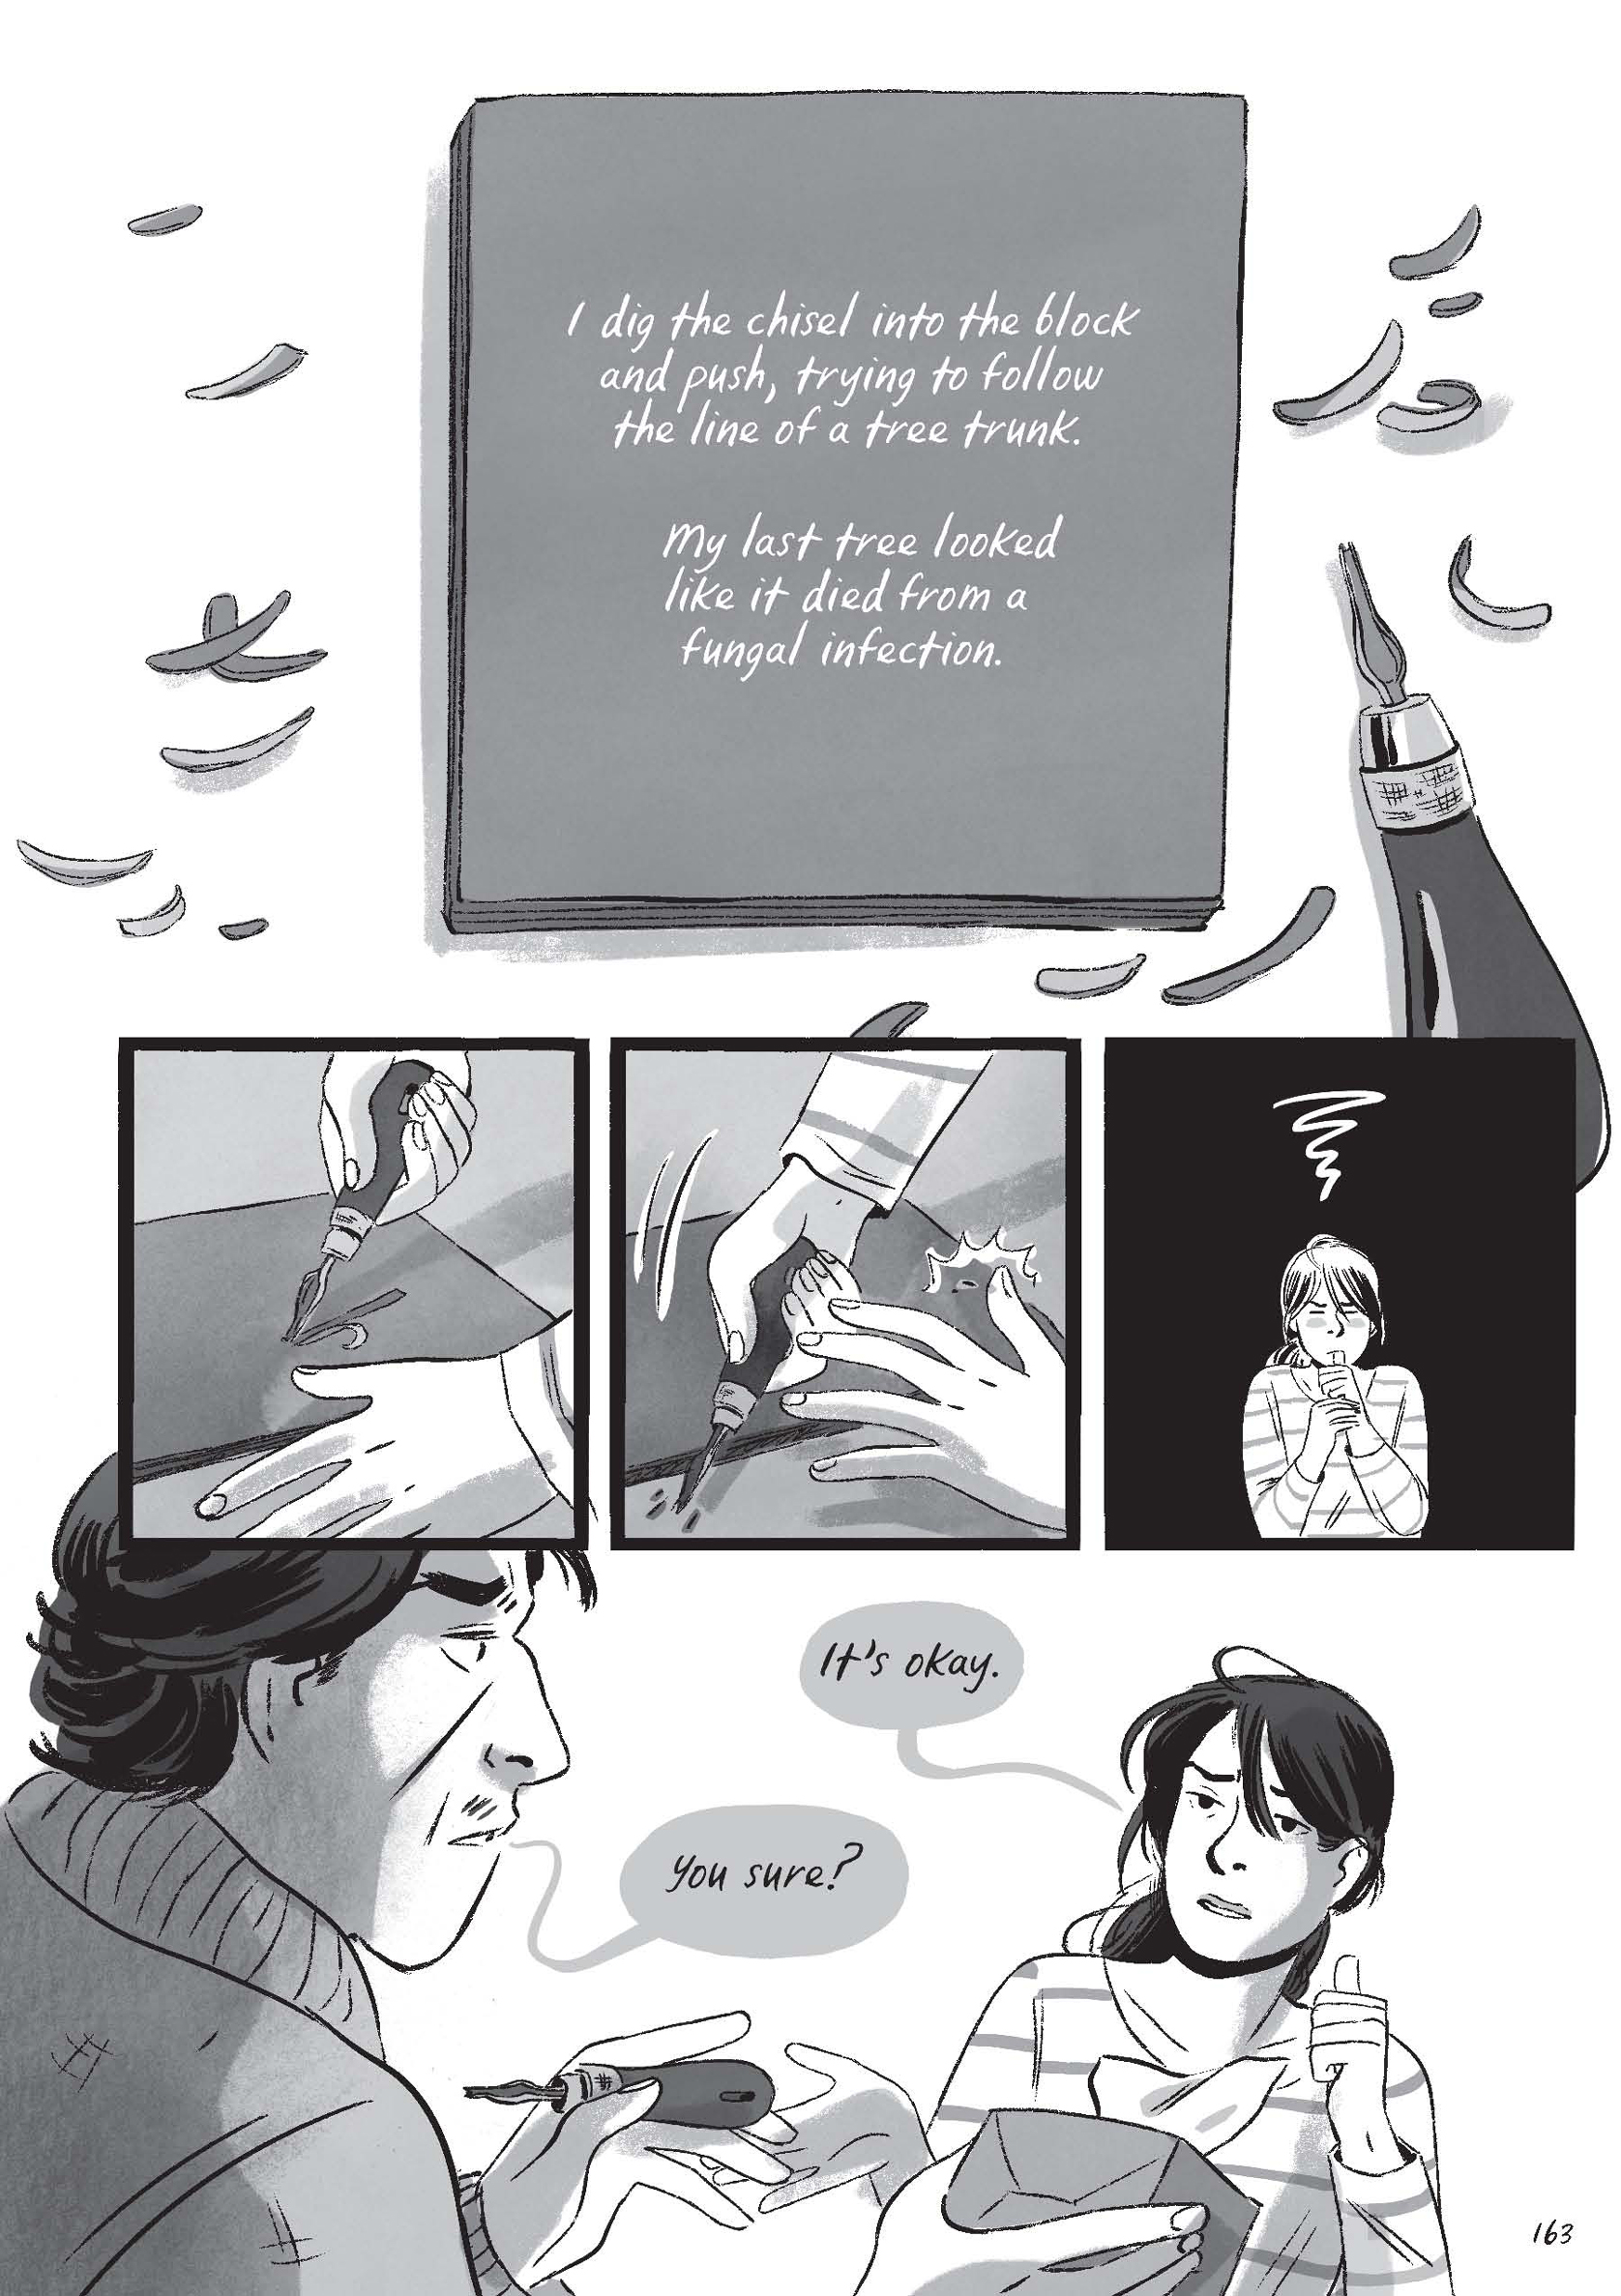 I dig the chisel into the block
and push, trying to follow
the line of a tree trunk.
My last tree looked
like it died from a
fungal infection.
It's okay.
You sure?
163